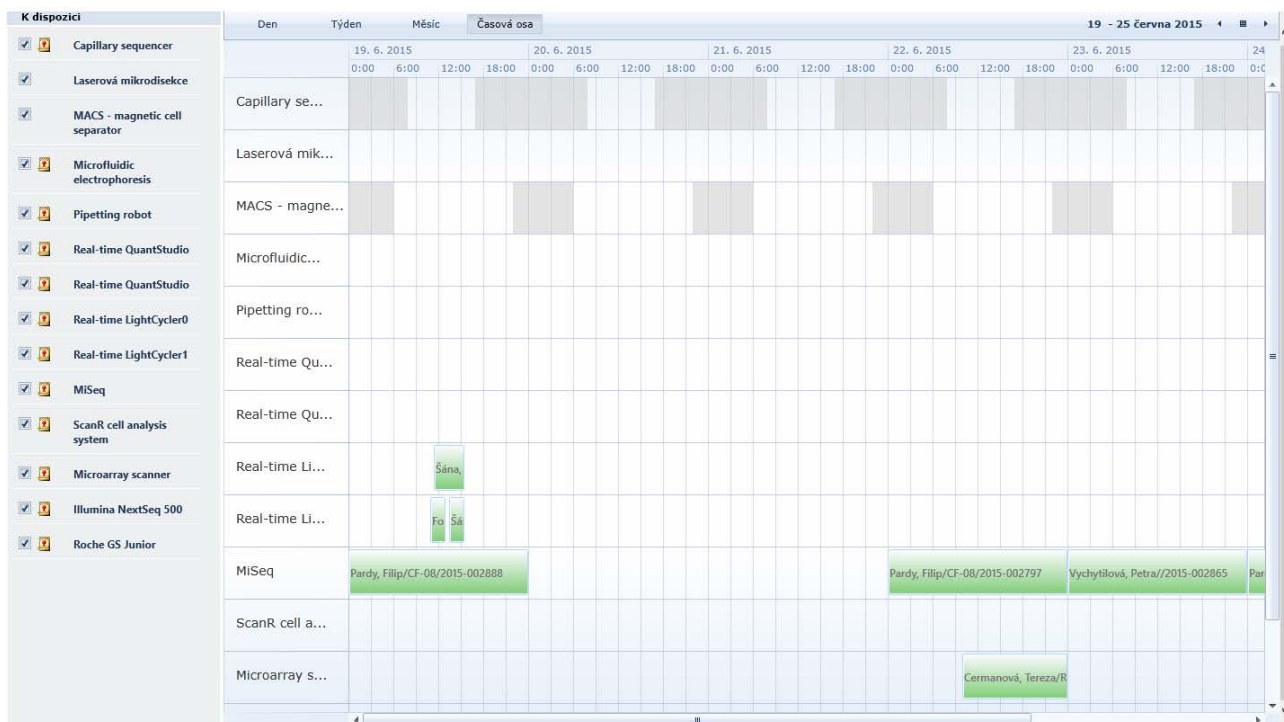 K dispozici
Capillary sequencer
Laserová mikrodisekce
MACS - magnetic cell
separator
Microfluidic
electrophoresis
Pipetting robot
Real-time QuantStudio
Real-time QuantStudio
Real-time LightCycler0
Real-time LightCycler1
MiSeq
ScanR cell analysis
system
Microarray scanner
Illumina NextSeq 500
Roche GS Junior
Den Týden Měsíc Časová osa 19 - 25 června 2015
19. 6. 2015 20. 6. 2015 21. 6. 2015 22. 6. 2015 23. 6. 2015 24
0:00 6:00 12:00 18:00 0:00 6:00 12:00 18:00 0:00 6:00 12:00 18:00 0:00 6:00 12:00 18:00 0:00 6:00 12:00 18:00 0:0
Capillary se...
Laserová mik...
MACS - magne...
Microfluidic...
Pipetting ro...
Real-time Qu...
Real-time Qu...
Real-time Li...
Šána,
Real-time Li...
Fo Šá
MiSeq
Pardy, Filip/CF-08/2015-002888 Pardy, Filip/CF-08/2015-002797 Vychytilová, Petra//2015-002865 Par
ScanR cell a...
Microarray s...
Cermanová, Tereza/R